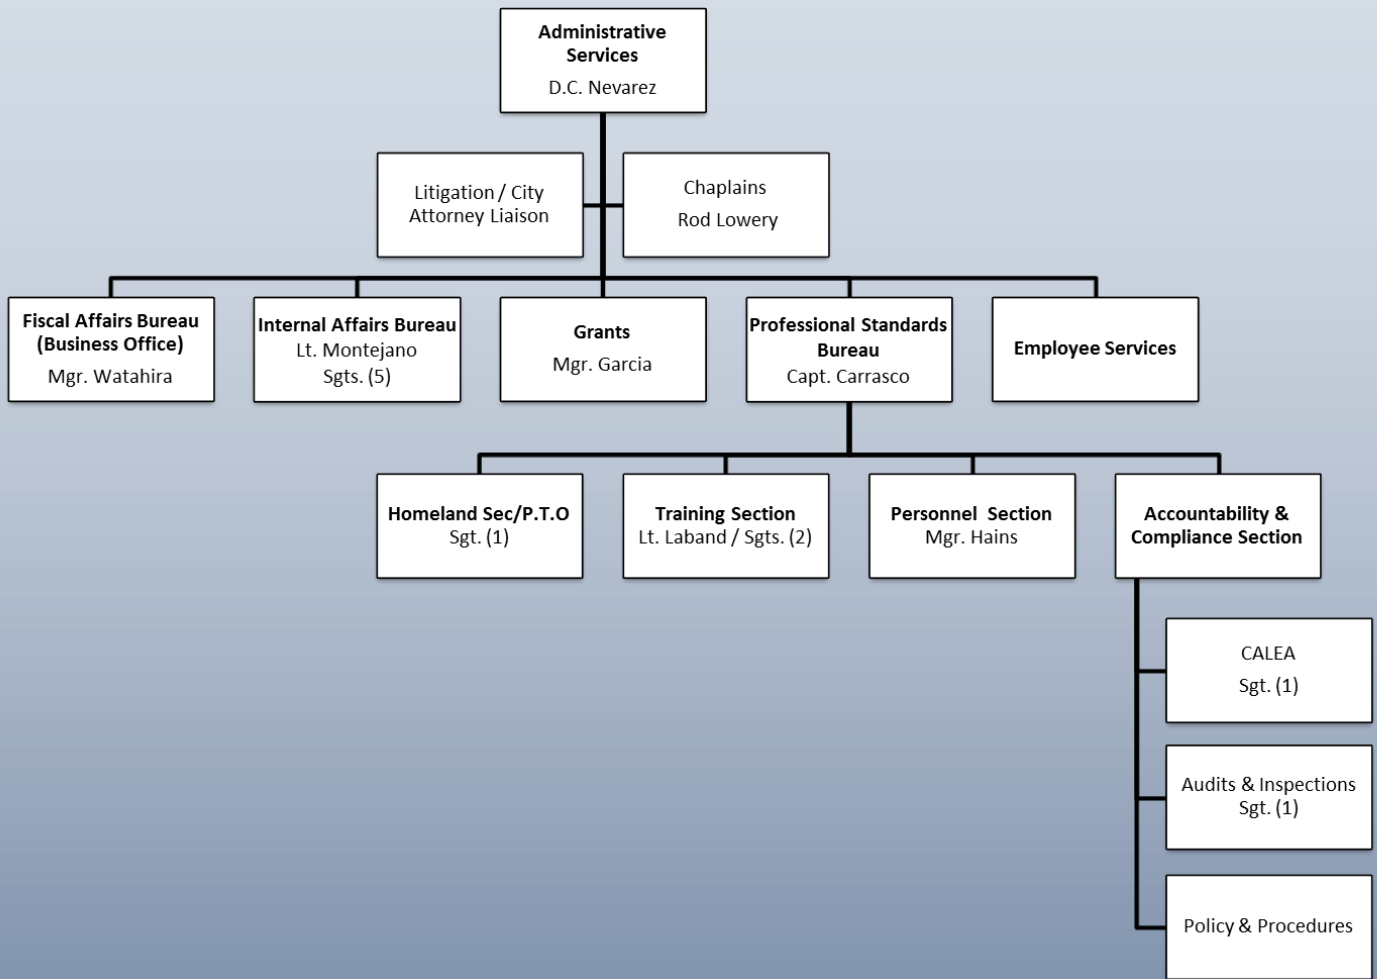 Administrative
Services
D.C. Nevarez
Litigation / City
Attorney Liaison
Chaplains
Rod Lowery
Fiscal Affairs Bureau
(Business Office)
Mgr. Watahira
Internal Affairs Bureau
Lt. Montejano
Sgts. (5)
Grants
Mgr. Garcia
Professional Standards
Bureau
Capt. Carrasco
Employee Services
Homeland Sec/P.T.O
Sgt. (1)
Training Section
Lt. Laband / Sgts. (2)
Personnel Section
Mgr. Hains
Accountability &
Compliance Section
CALEA
Sgt. (1)
Audits & Inspections
Sgt. (1)
Policy & Procedures